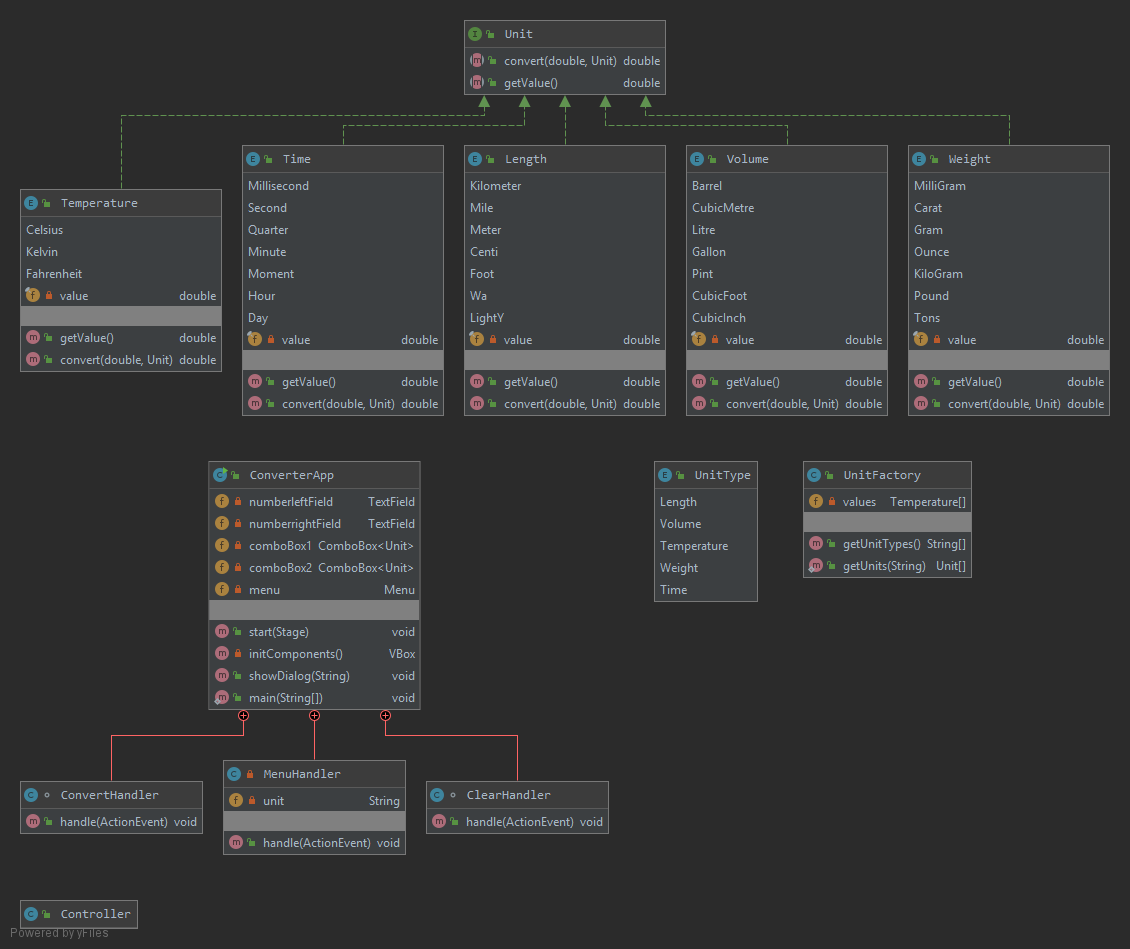 Unit
convert(double, Unit) double
getValue() double
Temperature
Celsius
Kelvin
Fahrenheit
value double
getValue() double
convert(double, Unit) double
Time
Millisecond
Second
Quarter
Minute
Moment
Hour
Day
value double
getValue() double
convert(double, Unit) double
Length
Kilometer
Mile
Meter
Centi
Foot
Wa
LightY
value double
getValue() double
convert(double, Unit) double
Volume
Barrel
CubicMetre
Litre
Gallon
Pint
CubicFoot
CubicInch
value double
getValue() double
convert(double, Unit) double
Weight
MilliGram
Carat
Gram
Ounce
KiloGram
Pound
Tons
value double
getValue() double
convert(double, Unit) double
ConverterApp
numberleftField TextField
numberrightField TextField
comboBox1 ComboBox<Unit>
comboBox2 ComboBox<Unit>
menu Menu
start(Stage) void
initComponents() VBox
showDialog(String) void
main(String[]) void
UnitType
Length
Volume
Temperature
Weight
Time
UnitFactory
values Temperature[]
getUnitTypes() String[]
getUnits(String) Unit[]
ConvertHandler
handle(ActionEvent) void
MenuHandler
unit String
handle(ActionEvent) void
ClearHandler
handle(ActionEvent) void
Controller
Powered by yFiles